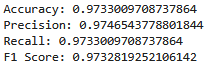 Accuracy: 0.9733009708737864
Precision: 0.9746543778801844
Recall: 0.9733009708737864
F1 Score: 0.9732819252106142